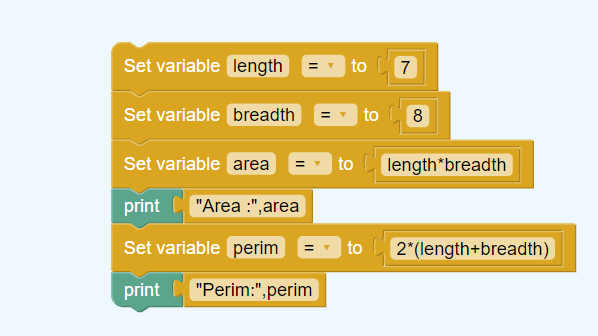 Set variable length = to 7
Set variable breadth = to 8
Set variable area = to length*breadth
print "Area :",area
Set variable perim = to 2*(length+breadth)
print "Perim:",perim